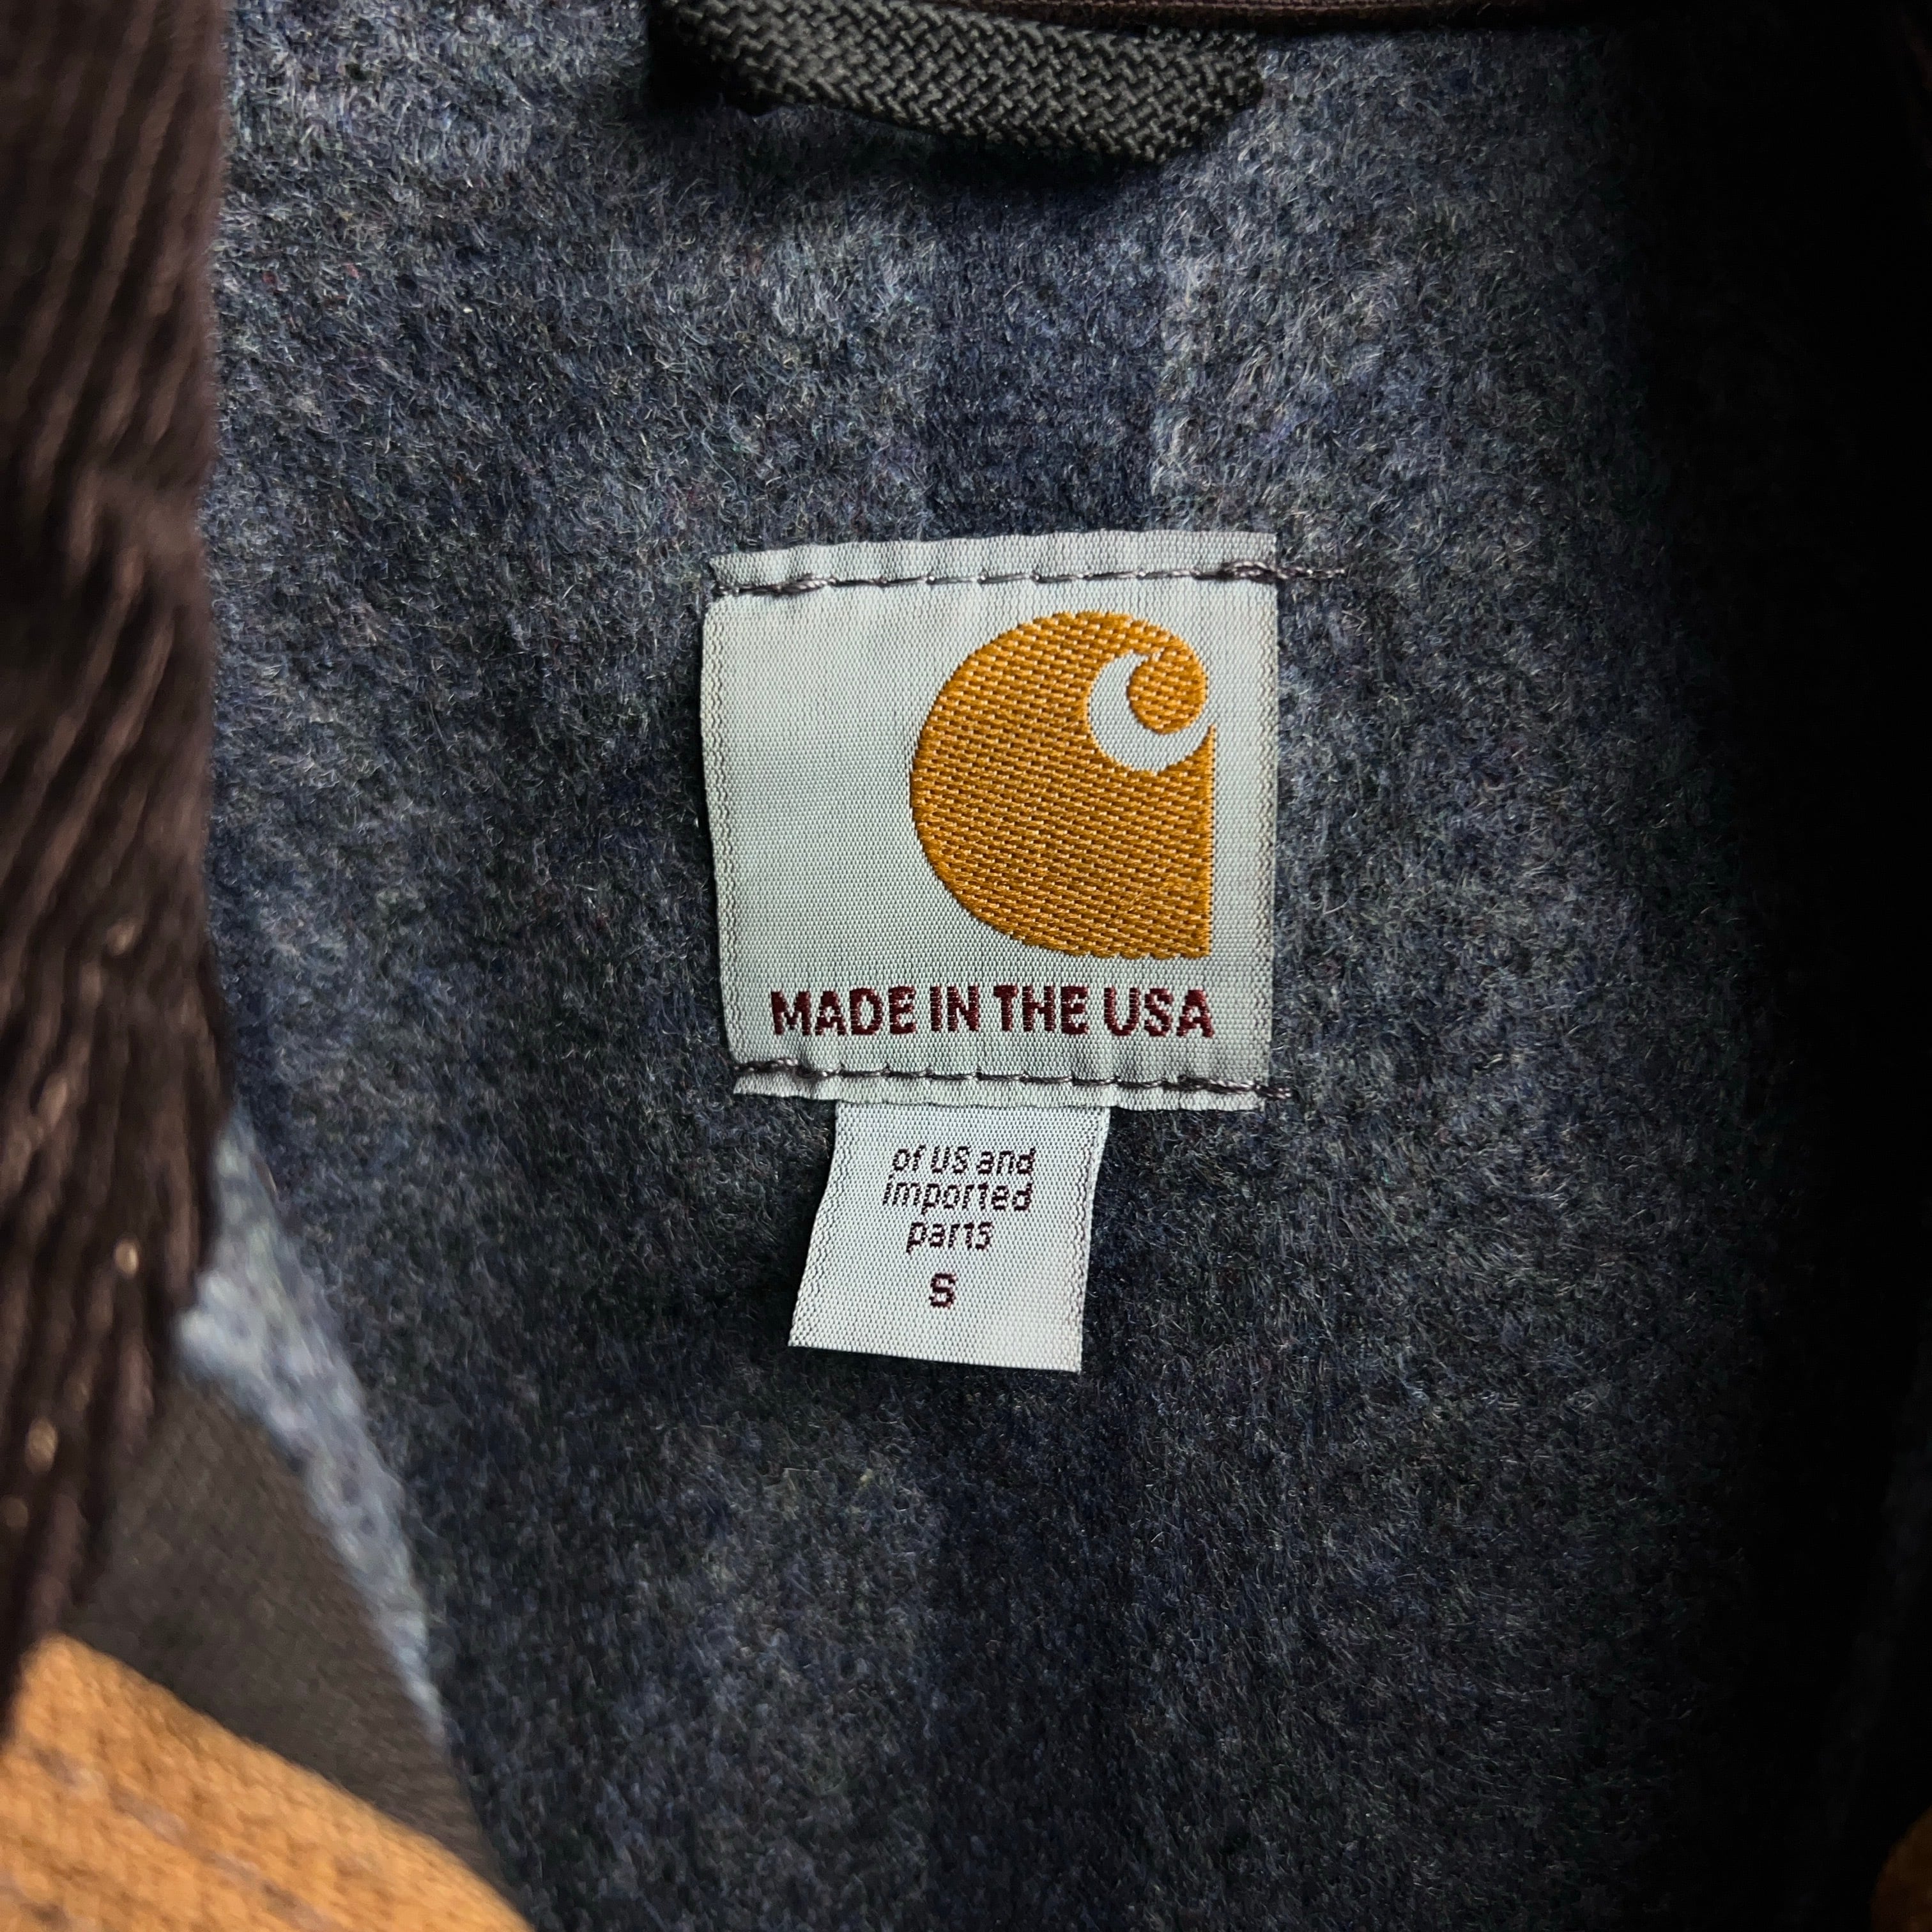 MADE IN THE USA
of US and
imported
parts
S